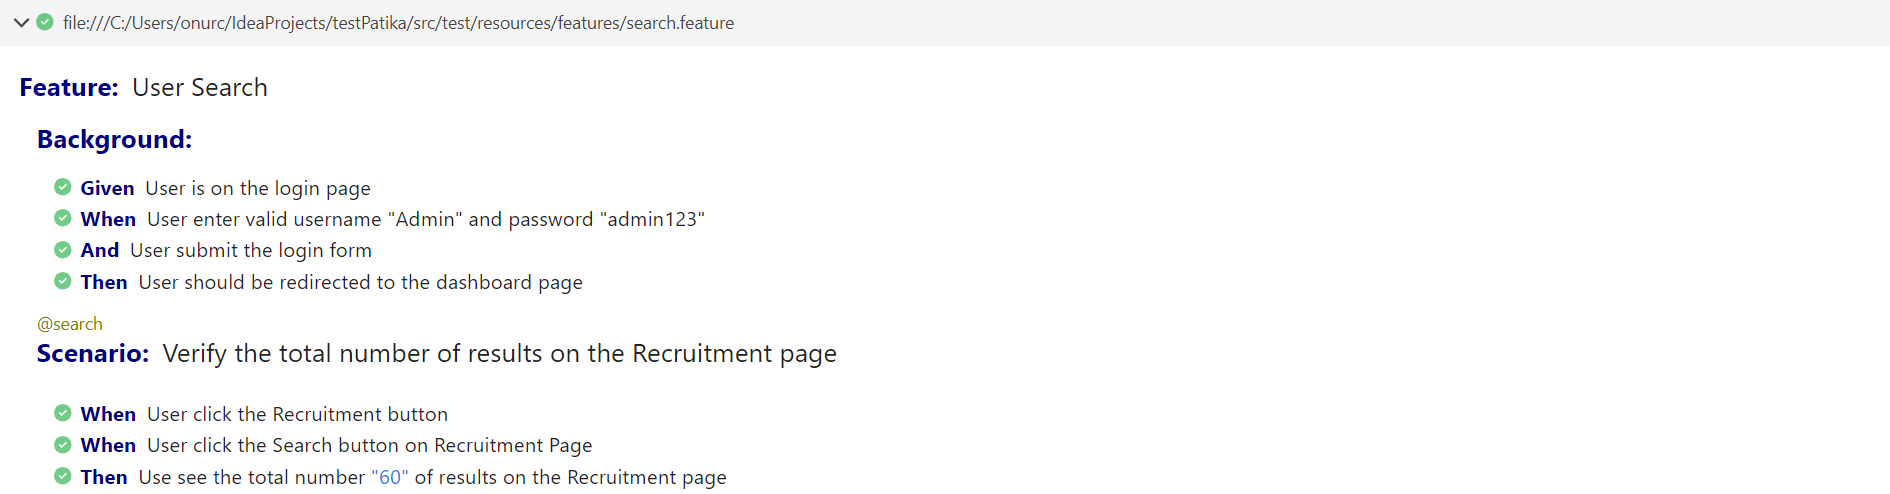 file:///C:/Users/onurc/IdeaProjects/testPatika/src/test/resources/features/search.feature
Feature: User Search
Background:
Given User is on the login page
When User enter valid username "Admin" and password "admin123"
And User submit the login form
Then User should be redirected to the dashboard page
@search
Scenario: Verify the total number of results on the Recruitment page
When User click the Recruitment button
When User click the Search button on Recruitment Page
Then Use see the total number "60" of results on the Recruitment page